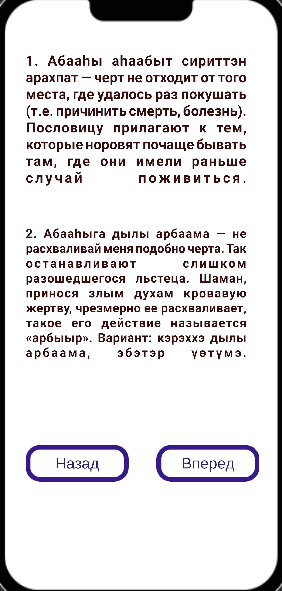 1. Абааһы аһаабыт сириттэн
арахпат — черт не отходит от того
места, где удалось раз покушать
(т.е. причинить смерть, болезнь).
Пословицу прилагают к тем,
которые норовят почаще бывать
там, где они имели раньше
случай поживиться.
2. Абааһыга дылы арбаама — не
расхваливай меня подобно черта. Так
останавливают слишком
разошедшегося льстеца. Шаман,
принося злым духам кровавую
жертву, чрезмерно ее расхваливает,
такое его действие называется
«арбыыр». Вариант: кэрэххэ дылы
арбаама, эбэтэр үөтүмэ.
Назад Вперед